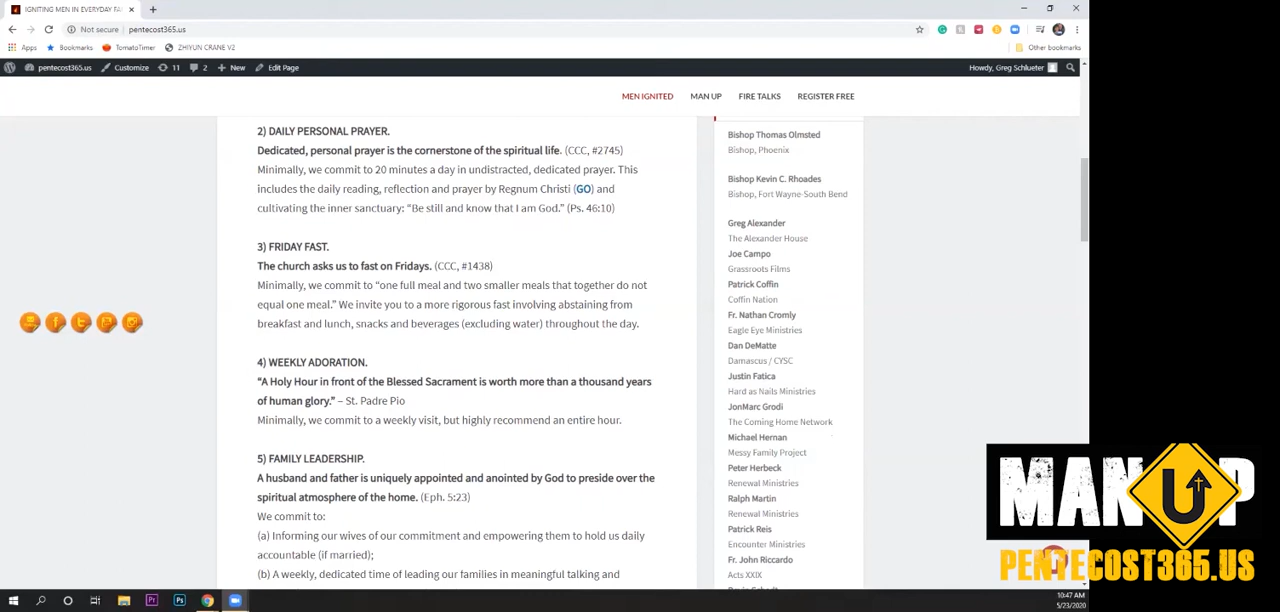 IGNITING MEN IN EVERYDAY FA
Not secure | pentecost365.us
Apps Bookmarks TomatoTimer ZHIYUN CRANE V2 Other bookmarks
pentecost365.us Customize 11 2 New Edit Page Howdy, Greg Schlueter
MEN IGNITED MAN UP FIRE TALKS REGISTER FREE
2) DAILY PERSONAL PRAYER.
Dedicated, personal prayer is the cornerstone of the spiritual life. (CCC, #2745)
Minimally, we commit to 20 minutes a day in undistracted, dedicated prayer. This
includes the daily reading, reflection and prayer by Regnum Christi (GO) and
cultivating the inner sanctuary: “Be still and know that I am God.” (Ps. 46:10)
3) FRIDAY FAST.
The church asks us to fast on Fridays. (CCC, #1438)
Minimally, we commit to “one full meal and two smaller meals that together do not
equal one meal.” We invite you to a more rigorous fast involving abstaining from
breakfast and lunch, snacks and beverages (excluding water) throughout the day.
4) WEEKLY ADORATION.
“A Holy Hour in front of the Blessed Sacrament is worth more than a thousand years
of human glory.” – St. Padre Pio
Minimally, we commit to a weekly visit, but highly recommend an entire hour.
5) FAMILY LEADERSHIP.
A husband and father is uniquely appointed and anointed by God to preside over the
spiritual atmosphere of the home. (Eph. 5:23)
We commit to:
(a) Informing our wives of our commitment and empowering them to hold us daily
accountable (if married);
(b) A weekly, dedicated time of leading our families in meaningful talking and
Bishop Thomas Olmsted
Bishop, Phoenix
Bishop Kevin C. Rhoades
Bishop, Fort Wayne-South Bend
Greg Alexander
The Alexander House
Joe Campo
Grassroots Films
Patrick Coffin
Coffin Nation
Fr. Nathan Cromly
Eagle Eye Ministries
Dan DeMatte
Damascus / CYSC
Justin Fatica
Hard as Nails Ministries
JonMarc Grodi
The Coming Home Network
Michael Hernan
Messy Family Project
Peter Herbeck
Renewal Ministries
Ralph Martin
Renewal Ministries
Patrick Reis
Encounter Ministries
Fr. John Riccardo
Acts XXIX
MAN UP
PENTECOST365.US
10:47 AM
5/23/2020